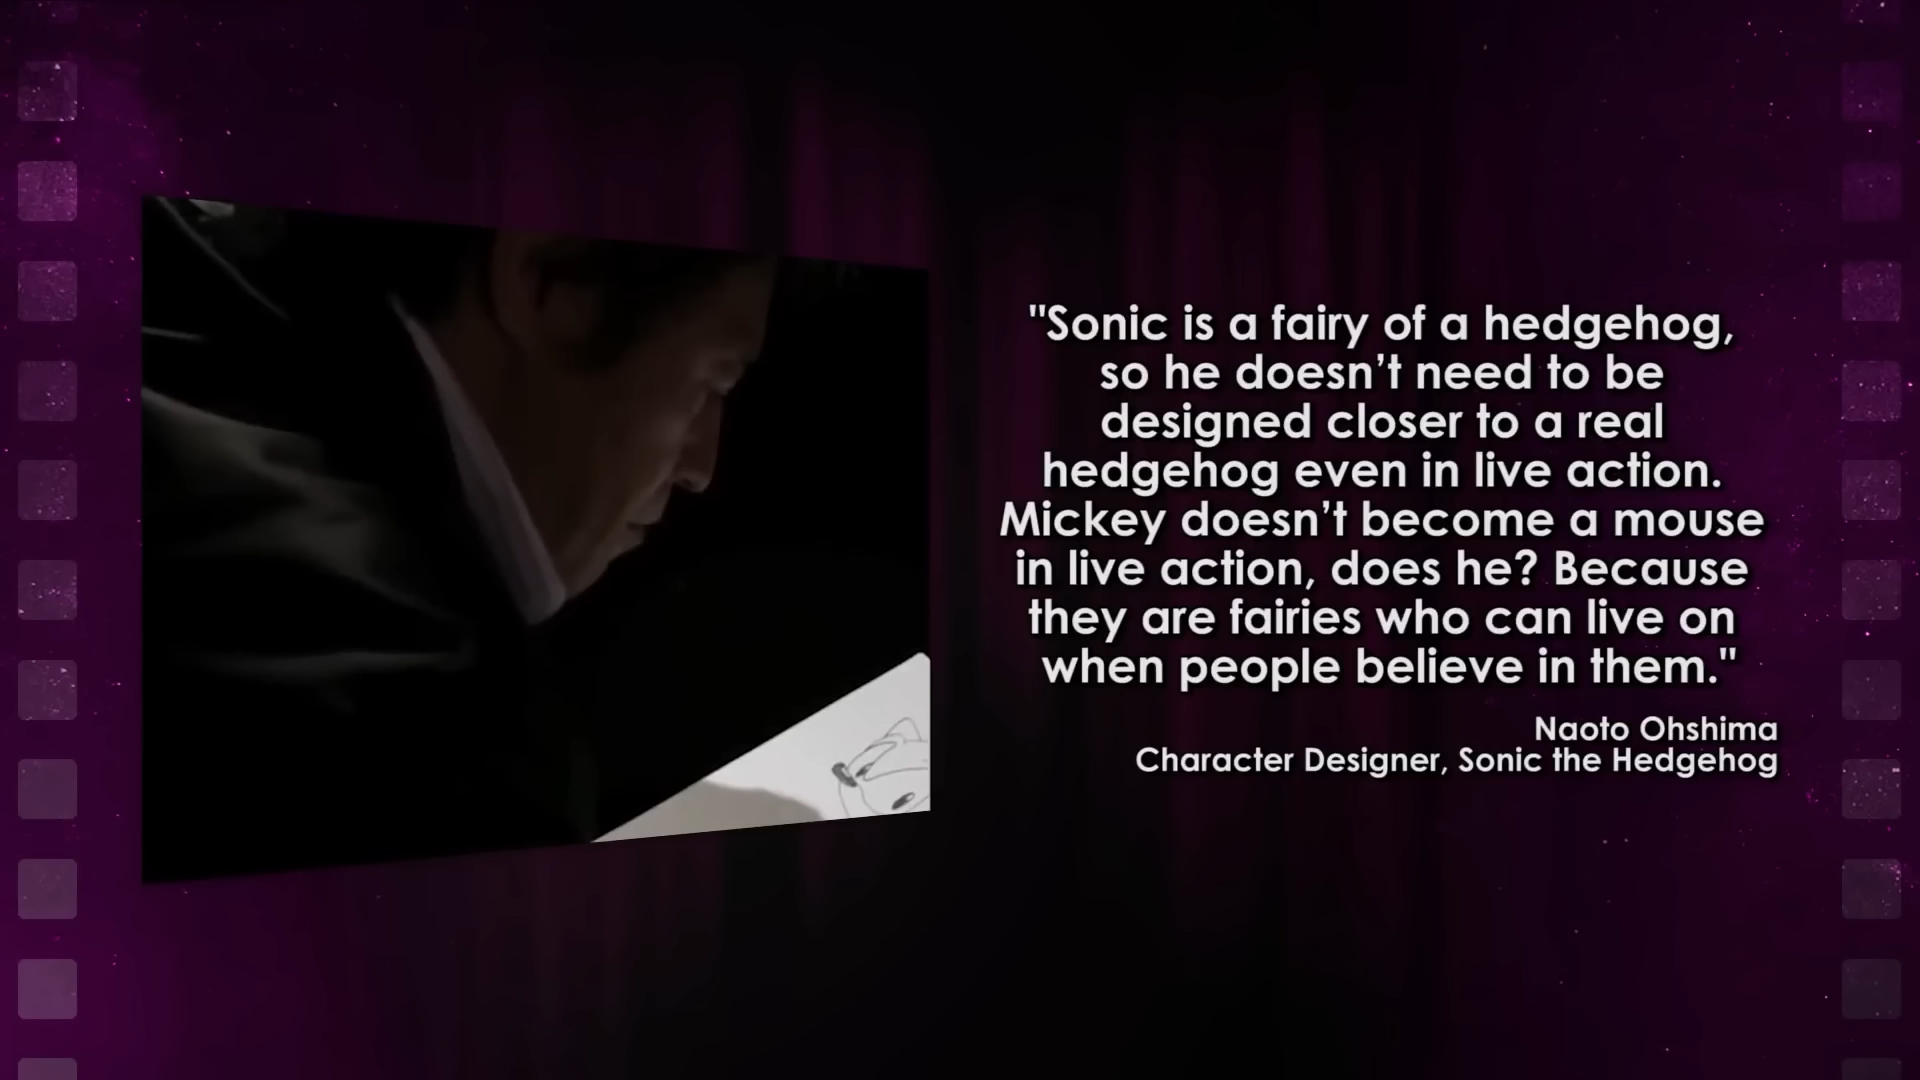 "Sonic is a fairy of a hedgehog,
so he doesn’t need to be
designed closer to a real
hedgehog even in live action.
Mickey doesn’t become a mouse
in live action, does he? Because
they are fairies who can live on
when people believe in them."
Naoto Ohshima
Character Designer, Sonic the Hedgehog